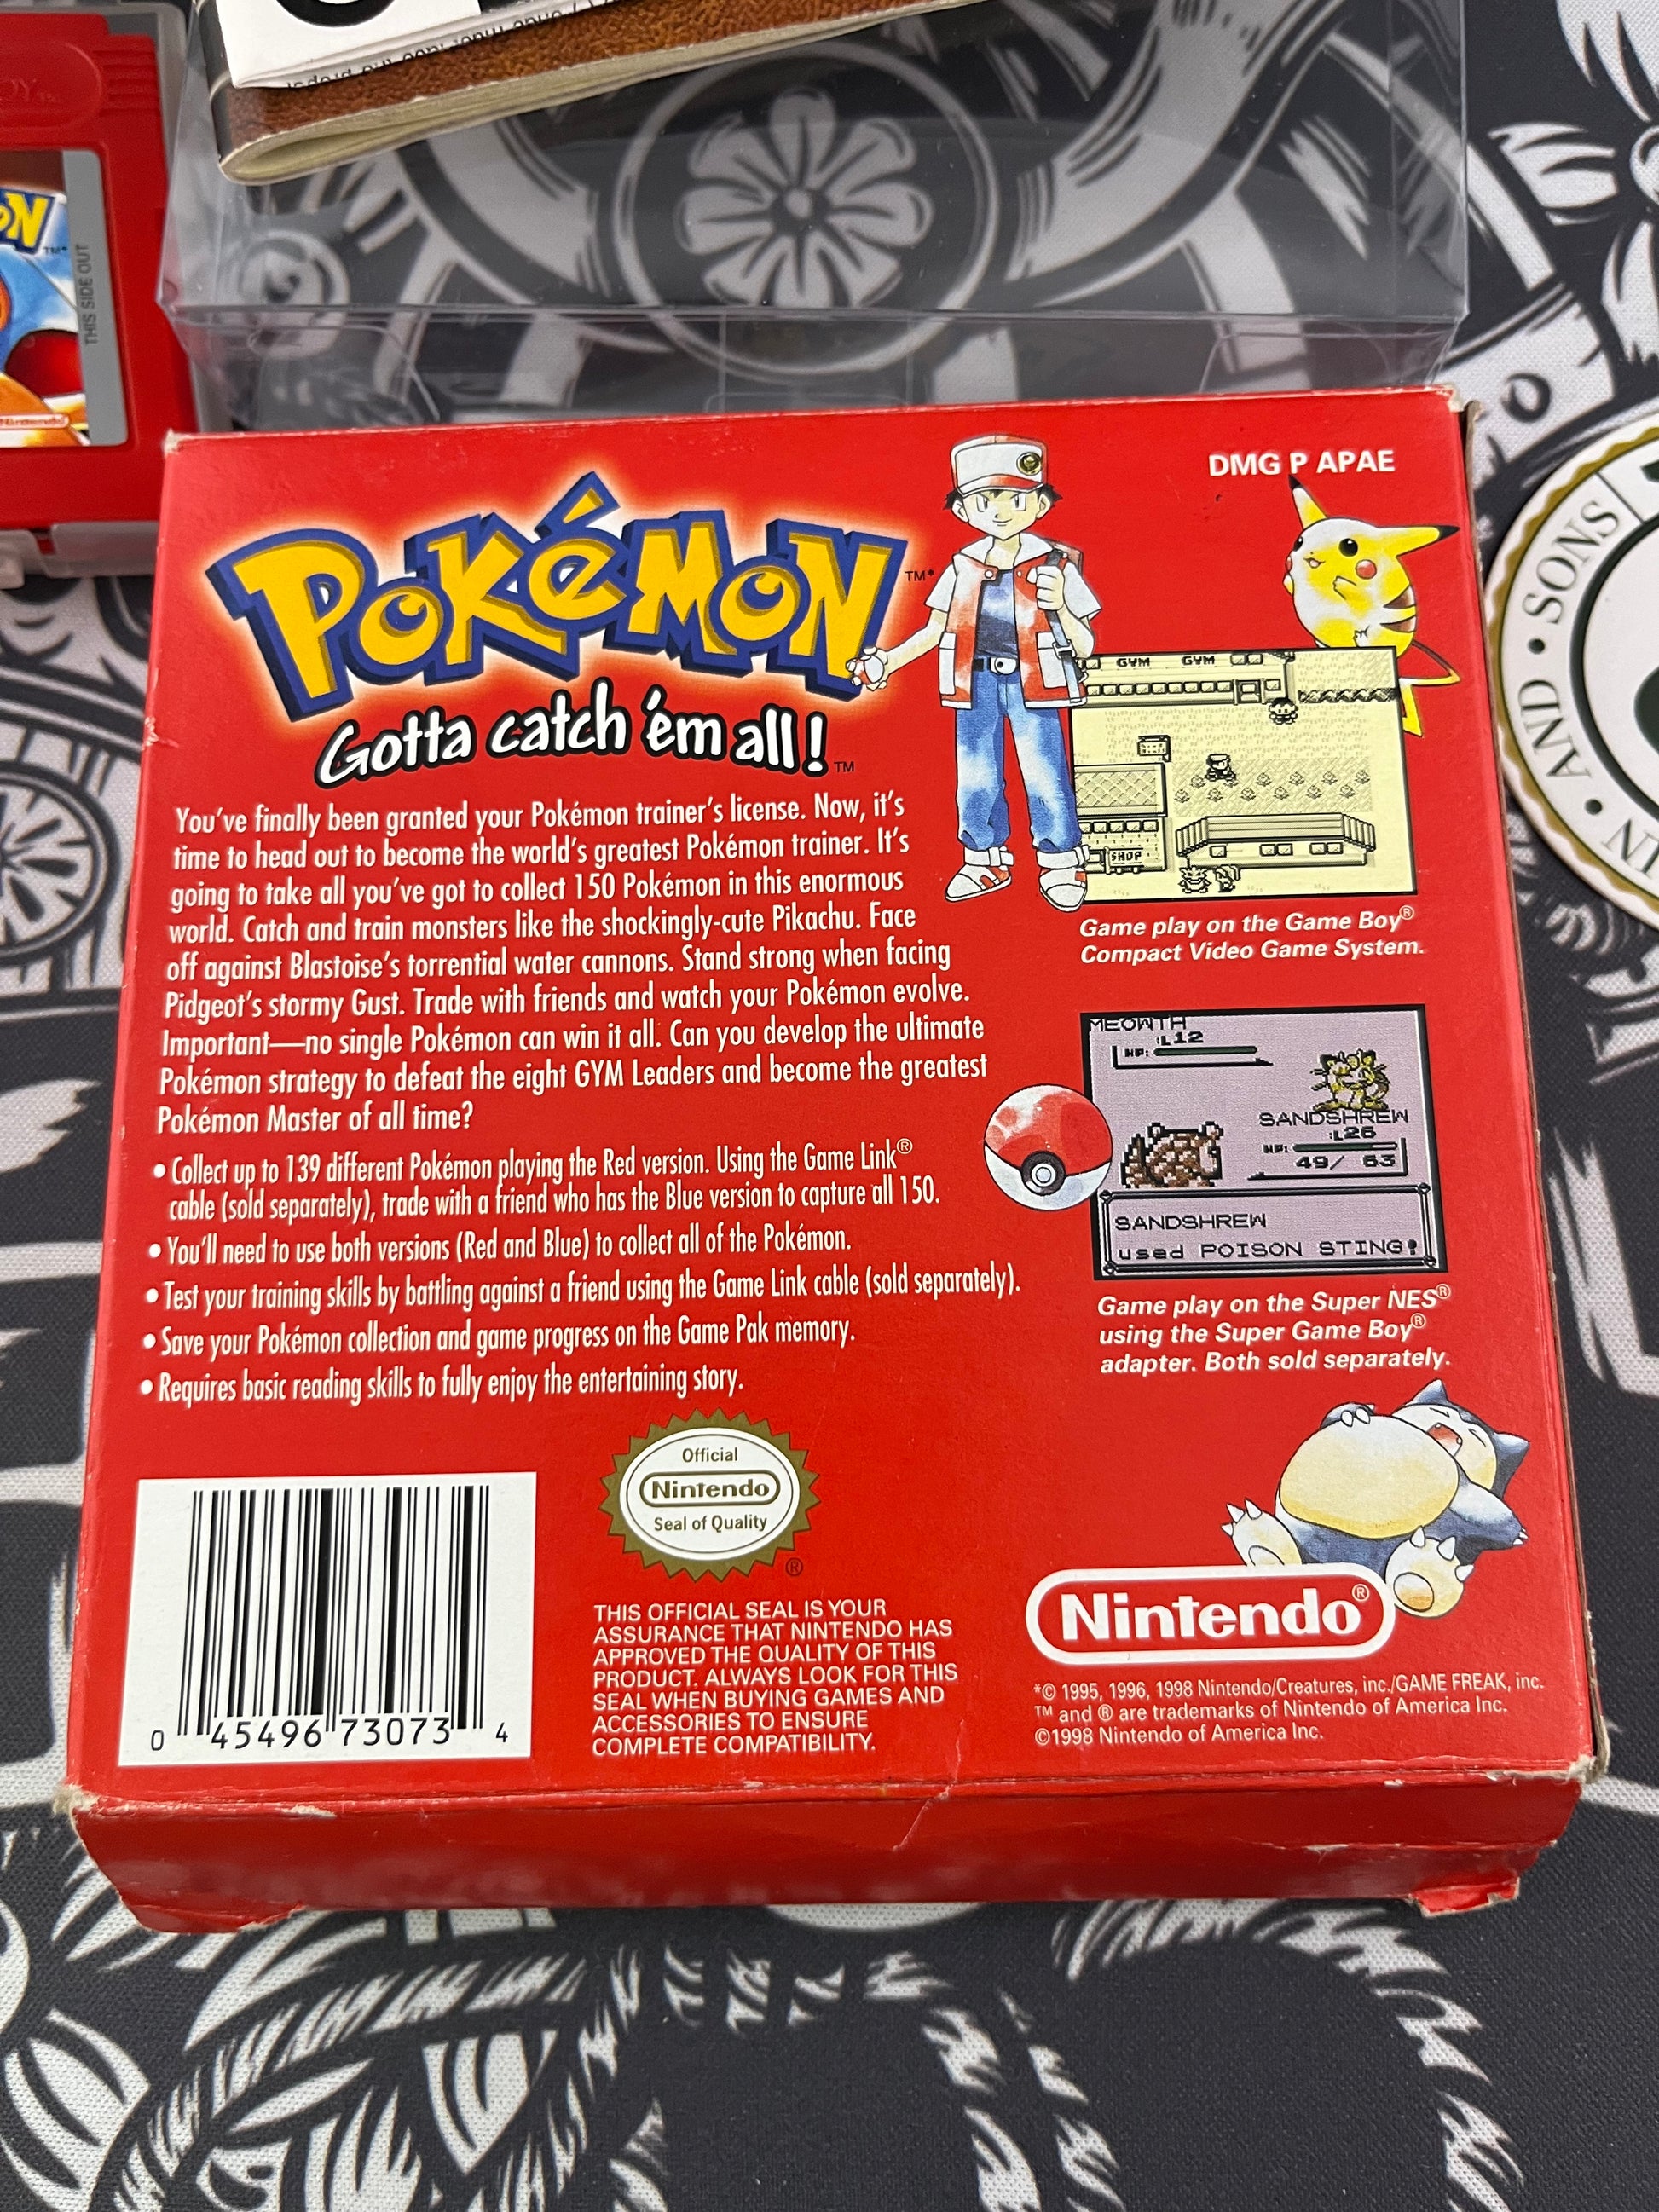 THIS SIDE OUT
Nintendo
DMG P APAE
POKéMON
TM*
Gotta catch 'em all!
TM
You've finally been granted your Pokémon trainer's license. Now, it's
time to head out to become the world's greatest Pokémon trainer. It's
going to take all you've got to collect 150 Pokémon in this enormous
world. Catch and train monsters like the shockingly-cute Pikachu. Face
off against Blastoise's torrential water cannons. Stand strong when facing
Pidgeot's stormy Gust. Trade with friends and watch your Pokémon evolve.
Important—no single Pokémon can win it all. Can you develop the ultimate
Pokémon strategy to defeat the eight GYM Leaders and become the greatest
Pokémon Master of all time?
• Collect up to 139 different Pokémon playing the Red version. Using the Game Link®
cable (sold separately), trade with a friend who has the Blue version to capture all 150.
• You'll need to use both versions (Red and Blue) to collect all of the Pokémon.
• Test your training skills by battling against a friend using the Game Link cable (sold separately).
• Save your Pokémon collection and game progress on the Game Pak memory.
• Requires basic reading skills to fully enjoy the entertaining story.
GYM GYM
SHOP
Game play on the Game Boy®
Compact Video Game System.
MEOWTH
:L12
HP:
SANDSHREW
:L26
HP:
49/ 63
SANDSHREW
used POISON STING!
Game play on the Super NES®
using the Super Game Boy®
adapter. Both sold separately.
Official
Nintendo
Seal of Quality
®
THIS OFFICIAL SEAL IS YOUR
ASSURANCE THAT NINTENDO HAS
APPROVED THE QUALITY OF THIS
PRODUCT. ALWAYS LOOK FOR THIS
SEAL WHEN BUYING GAMES AND
ACCESSORIES TO ENSURE
COMPLETE COMPATIBILITY.
0 45496 73073 4
Nintendo®
*© 1995, 1996, 1998 Nintendo/Creatures, inc./GAME FREAK, inc.
TM and ® are trademarks of Nintendo of America Inc.
©1998 Nintendo of America Inc.
• AND • SONS